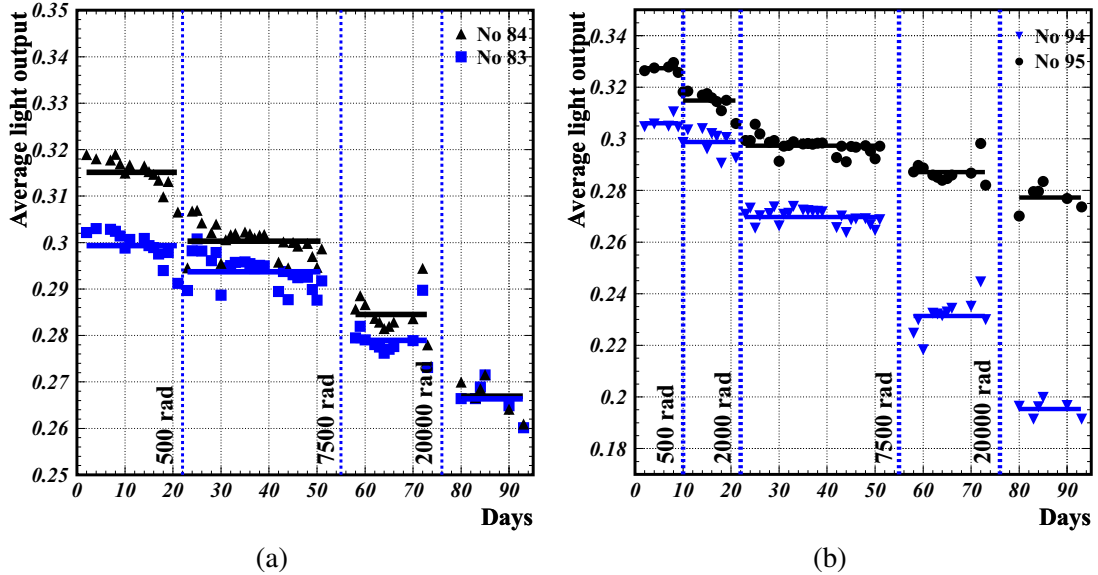 Average light output
0.35
0.34
0.33
0.32
0.31
0.3
0.29
0.28
0.27
0.26
0.25
No 84
No 83
500 rad
7500 rad
20000 rad
0 10 20 30 40 50 60 70 80 90
Days
(a)
Average light output
0.34
0.32
0.3
0.28
0.26
0.24
0.22
0.2
0.18
No 94
No 95
500 rad
2000 rad
7500 rad
20000 rad
0 10 20 30 40 50 60 70 80 90
Days
(b)